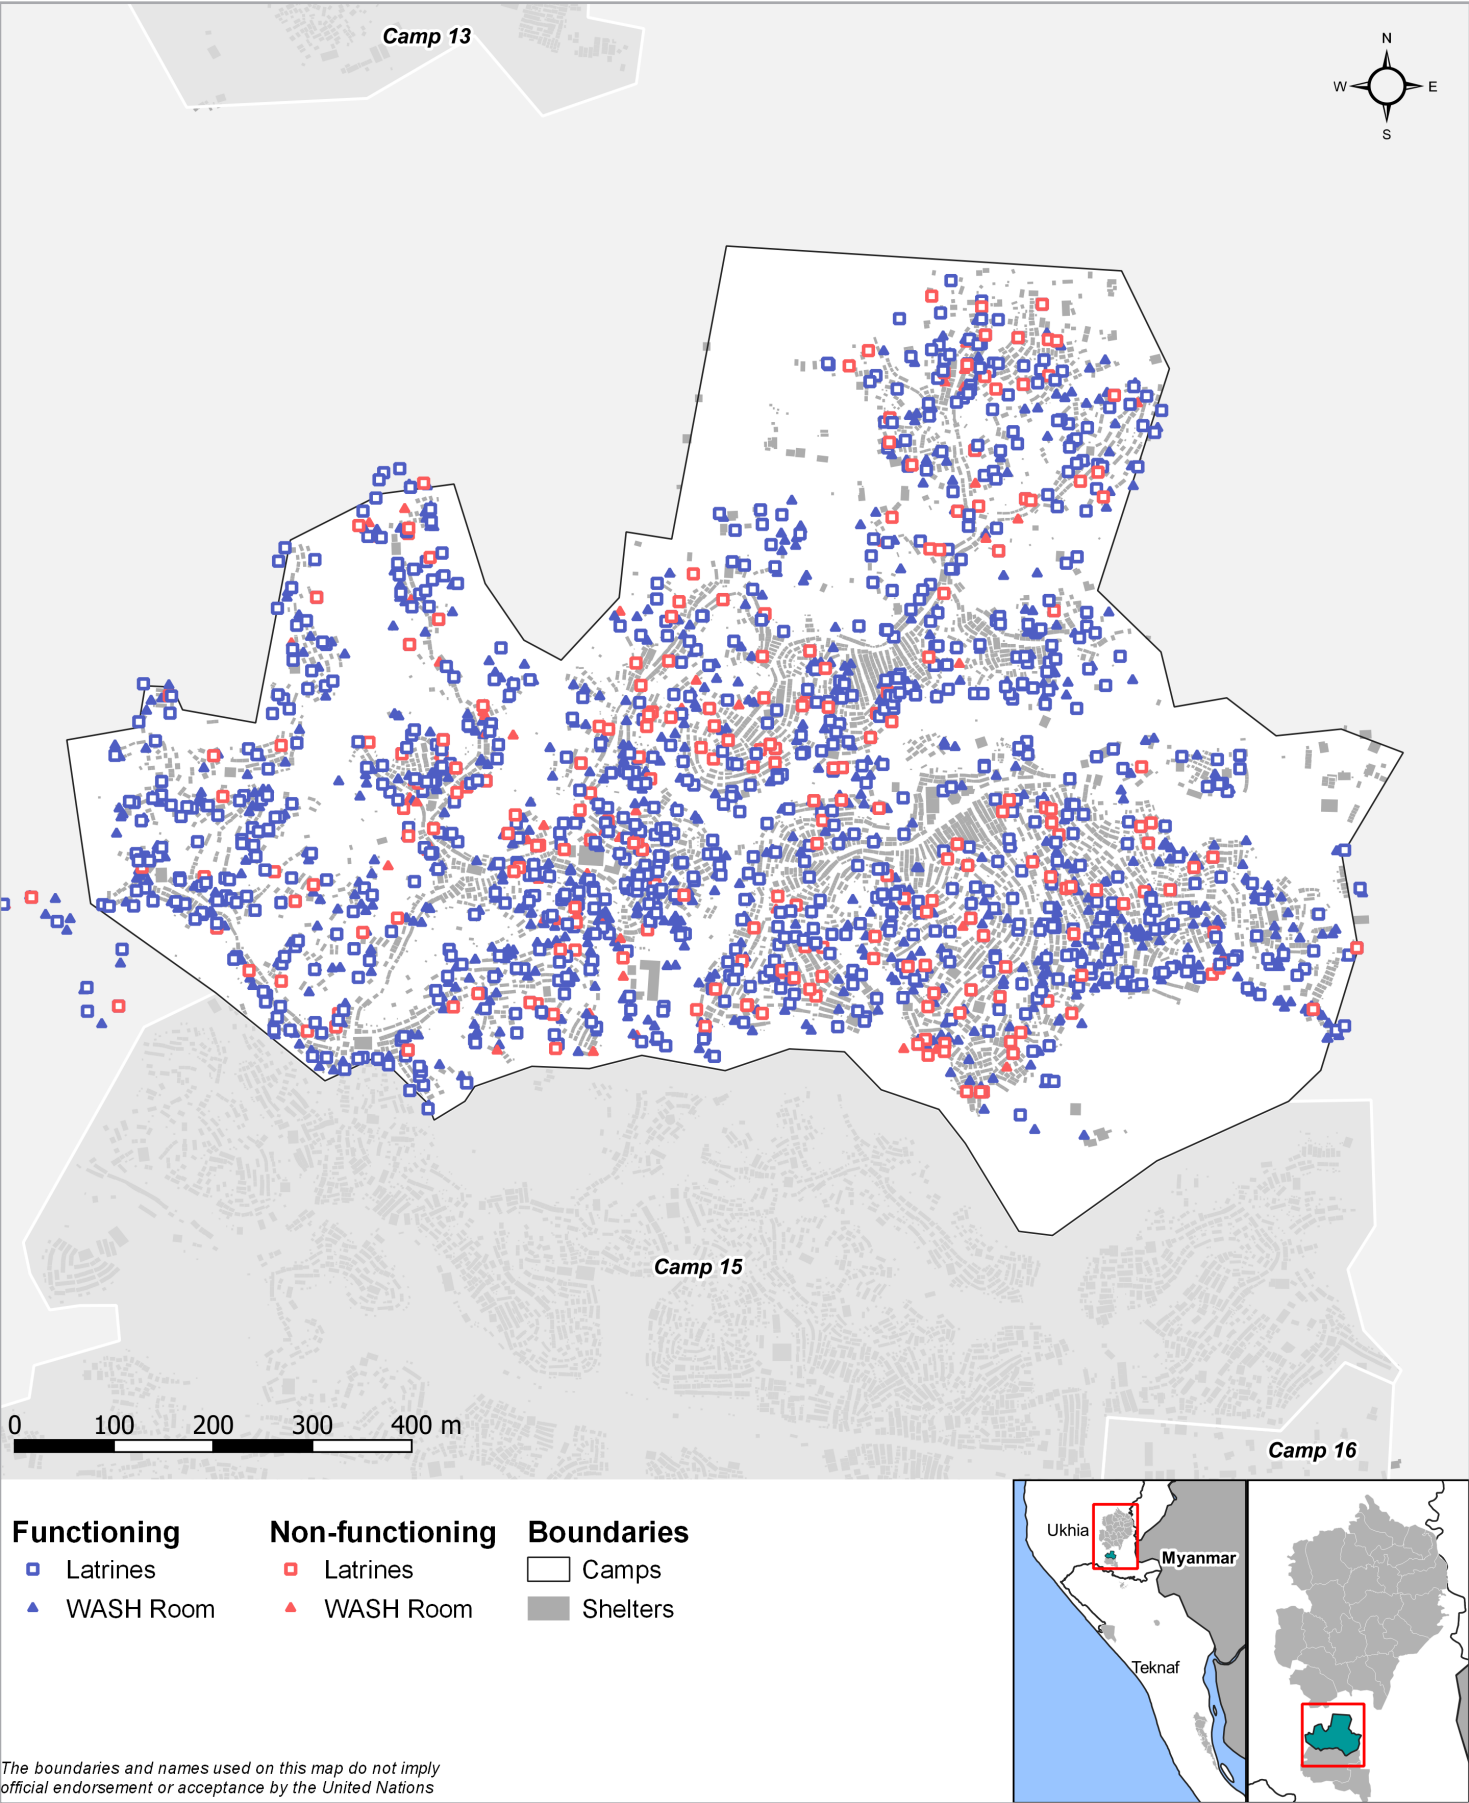 Camp 13
N
W
E
S
Camp 15
0 100 200 300 400 m
Camp 16
Functioning
Latrines
WASH Room
Non-functioning
Latrines
WASH Room
Boundaries
Camps
Shelters
Ukhia
Myanmar
Teknaf
The boundaries and names used on this map do not imply
official endorsement or acceptance by the United Nations